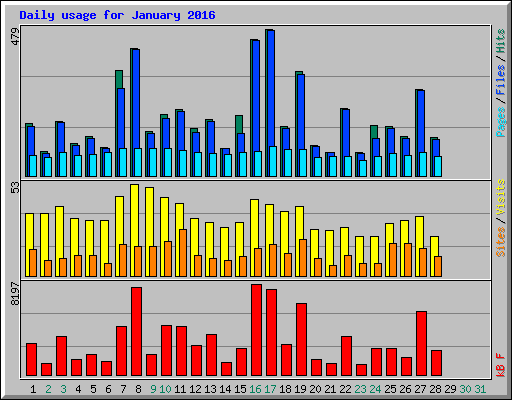 Daily usage for January 2016
479
Pages / Files / Hits
53
Sites / Visits
8197
kB F
1 2 3 4 5 6 7 8 9 10 11 12 13 14 15 16 17 18 19 20 21 22 23 24 25 26 27 28 29 30 31